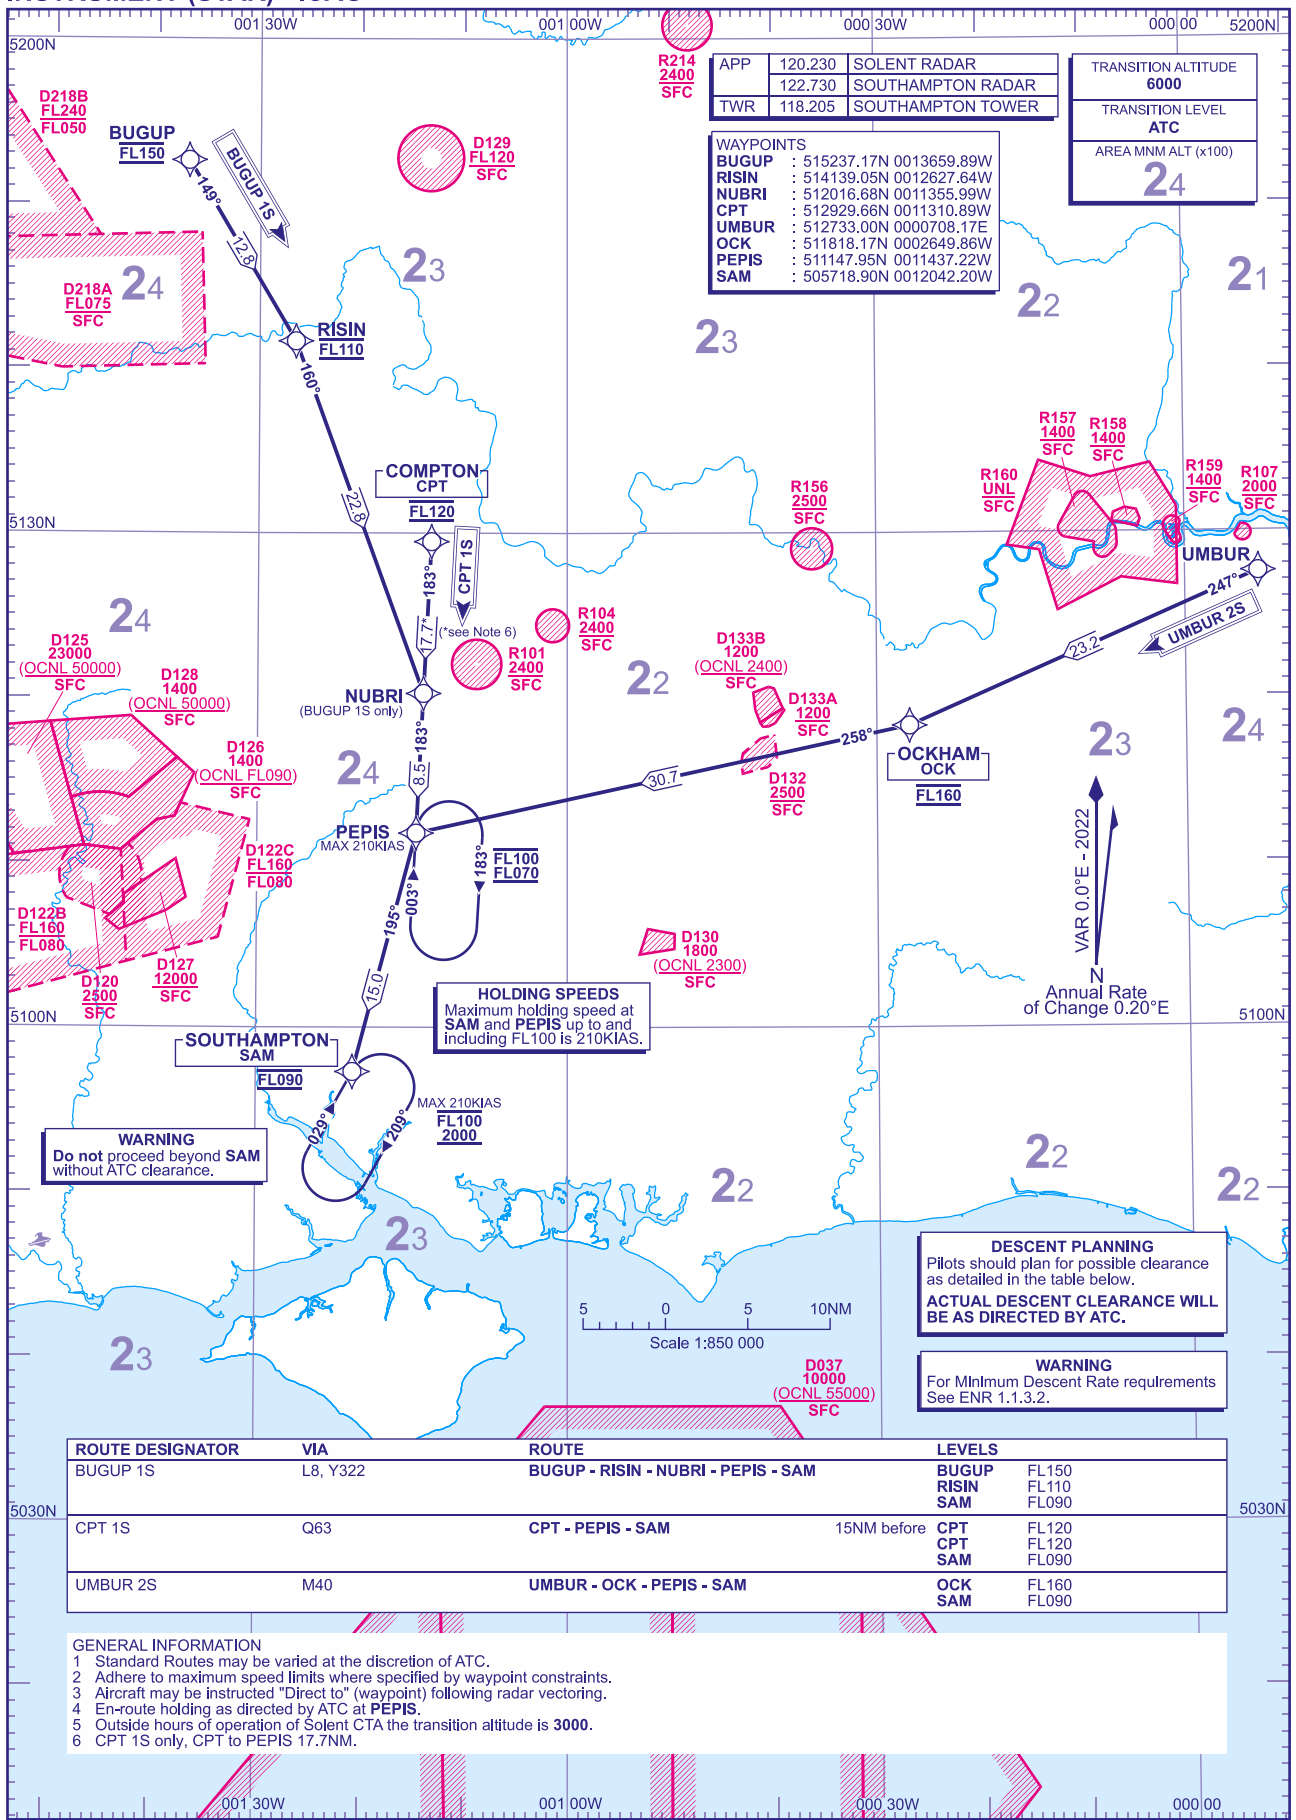 001 30W
001 00W
000 30W
000 00
5200N
5200N
R214
2400
SFC
APP 120.230 SOLENT RADAR
122.730 SOUTHAMPTON RADAR
TWR 118.205 SOUTHAMPTON TOWER
TRANSITION ALTITUDE
6000
TRANSITION LEVEL
ATC
AREA MNM ALT (x100)
24
D218B
FL240
FL050
BUGUP
FL150
BUGUP 1S
149°
12.8
D129
FL120
SFC
WAYPOINTS
BUGUP : 515237.17N 0013659.89W
RISIN : 514139.05N 0012627.64W
NUBRI : 512016.68N 0011355.99W
CPT : 512929.66N 0011310.89W
UMBUR : 512733.00N 0000708.17E
OCK : 511818.17N 0002649.86W
PEPIS : 511147.95N 0011437.22W
SAM : 505718.90N 0012042.20W
24
23
21
22
23
D218A
FL075
SFC
RISIN
FL110
160°
22.8
COMPTON
CPT
FL120
CPT 1S
183°
17.7*
(*see Note 6)
R157
1400
SFC
R158
1400
SFC
R160
UNL
SFC
R159
1400
SFC
R107
2000
SFC
R156
2500
SFC
5130N
UMBUR
247°
UMBUR 2S
23.2
24
R104
2400
SFC
R101
2400
SFC
D125
23000
(OCNL 50000)
SFC
D128
1400
(OCNL 50000)
SFC
D133B
1200
(OCNL 2400)
SFC
22
D133A
1200
SFC
NUBRI
(BUGUP 1S only)
183°
8.5
D126
1400
(OCNL FL090)
SFC
24
258°
30.7
OCKHAM
OCK
FL160
23
24
D132
2500
SFC
PEPIS
MAX 210KIAS
183°
003°
FL100
FL070
D122C
FL160
FL080
D122B
FL160
FL080
195°
15.0
VAR 0.0°E - 2022
N
Annual Rate
of Change 0.20°E
D130
1800
(OCNL 2300)
SFC
D120
2500
SFC
D127
12000
SFC
HOLDING SPEEDS
Maximum holding speed at
SAM and PEPIS up to and
including FL100 is 210KIAS.
5100N
5100N
SOUTHAMPTON
SAM
FL090
029°
209°
MAX 210KIAS
FL100
2000
WARNING
Do not proceed beyond SAM
without ATC clearance.
22
22
22
23
DESCENT PLANNING
Pilots should plan for possible clearance
as detailed in the table below.
ACTUAL DESCENT CLEARANCE WILL
BE AS DIRECTED BY ATC.
5 0 5 10NM
Scale 1:850 000
23
WARNING
For Minimum Descent Rate requirements
See ENR 1.1.3.2.
D037
10000
(OCNL 55000)
SFC
ROUTE DESIGNATOR VIA ROUTE LEVELS
BUGUP 1S L8, Y322 BUGUP - RISIN - NUBRI - PEPIS - SAM BUGUP FL150
RISIN FL110
SAM FL090
5030N
5030N
CPT 1S Q63 CPT - PEPIS - SAM 15NM before CPT FL120
CPT FL120
SAM FL090
UMBUR 2S M40 UMBUR - OCK - PEPIS - SAM OCK FL160
SAM FL090
GENERAL INFORMATION
1 Standard Routes may be varied at the discretion of ATC.
2 Adhere to maximum speed limits where specified by waypoint constraints.
3 Aircraft may be instructed "Direct to" (waypoint) following radar vectoring.
4 En-route holding as directed by ATC at PEPIS.
5 Outside hours of operation of Solent CTA the transition altitude is 3000.
6 CPT 1S only, CPT to PEPIS 17.7NM.
001 30W
001 00W
000 30W
000 00